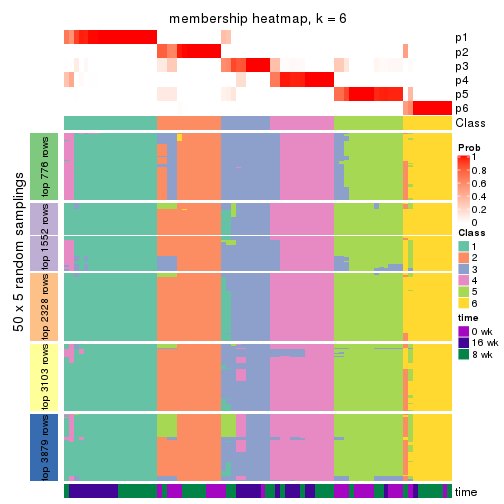 membership heatmap, k = 6
p1
p2
p3
p4
p5
p6
Class
50 x 5 random samplings
top 776 rows
top 1552 rows
top 2328 rows
top 3103 rows
top 3879 rows
time
Prob
1
0.8
0.6
0.4
0.2
0
Class
1
2
3
4
5
6
time
0 wk
16 wk
8 wk